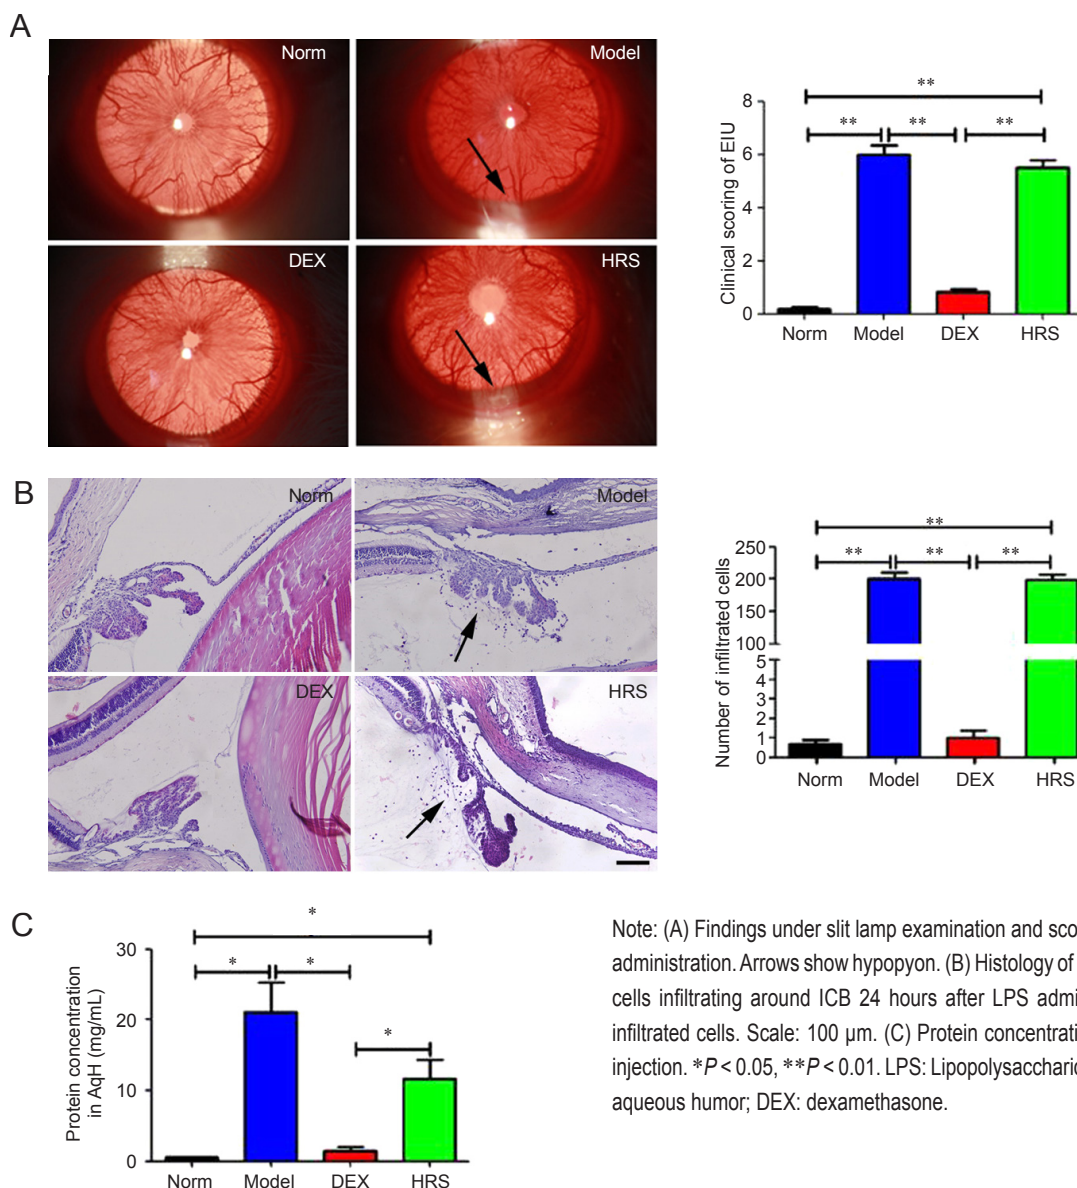 A
Norm
Model
DEX
HRS
**
** ** **
Clinical scoring of EIU
8
6
4
2
0
Norm Model DEX HRS
B
Norm
Model
DEX
HRS
**
** ** **
Number of infiltrated cells
250
200
150
100
5
4
3
2
1
0
Norm Model DEX HRS
C
*
* *
*
Protein concentration
in AqH (mg/mL)
30
20
10
0
Norm Model DEX HRS
Note: (A) Findings under slit lamp examination and sco
administration. Arrows show hypopyon. (B) Histology of
cells infiltrating around ICB 24 hours after LPS admi
infiltrated cells. Scale: 100 μm. (C) Protein concentrati
injection. *P < 0.05, **P < 0.01. LPS: Lipopolysacchari
aqueous humor; DEX: dexamethasone.